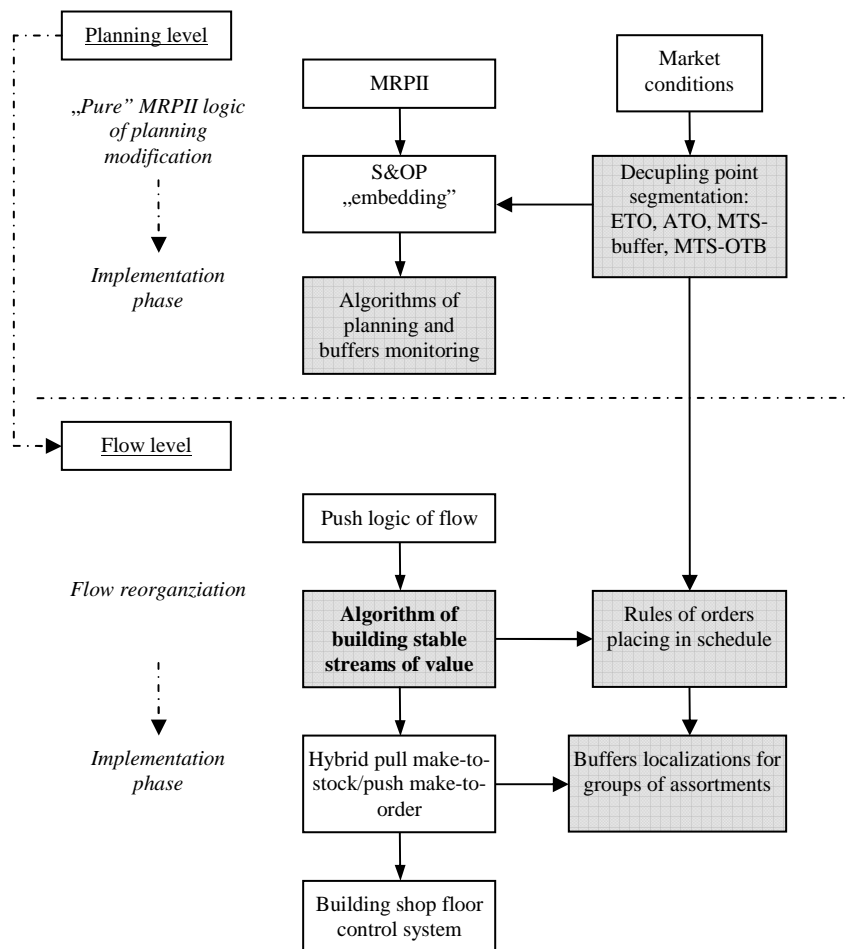 Planning level
Market
conditions
MRPII
„Pure” MRPII logic
of planning
modification
S&OP
„embedding”
Decupling point
segmentation:
ETO, ATO, MTS-
buffer, MTS-OTB
Implementation
phase
Algorithms of
planning and
buffers monitoring
Flow level
Push logic of flow
Flow reorganziation
Algorithm of
building stable
streams of value
Rules of orders
placing in schedule
Implementation
phase
Hybrid pull make-to-
stock/push make-to-
order
Buffers localizations for
groups of assortments
Building shop floor
control system